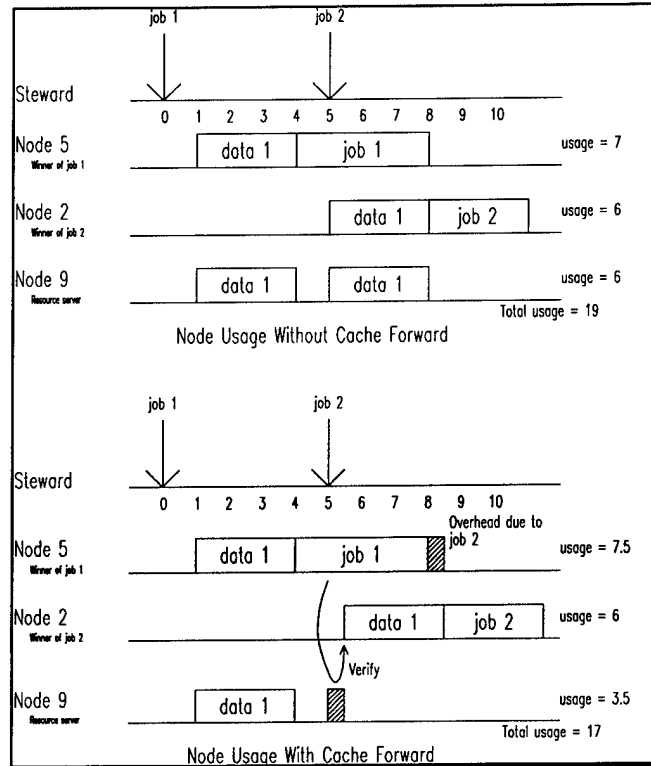 job 1 job 2
Steward
0 1 2 3 4 5 6 7 8 9 10
Node 5 data 1 job 1 usage = 7
Winner of job 1
Node 2 data 1 job 2 usage = 6
Winner of job 2
Node 9 data 1 data 1 usage = 6
Resource server
Total usage = 19
Node Usage Without Cache Forward
job 1 job 2
Steward
0 1 2 3 4 5 6 7 8 9 10
Overhead due to
job 2
Node 5 data 1 job 1 usage = 7.5
Winner of job 1
Node 2 data 1 job 2 usage = 6
Winner of job 2
Verify
Node 9 data 1 usage = 3.5
Resource server
Total usage = 17
Node Usage With Cache Forward